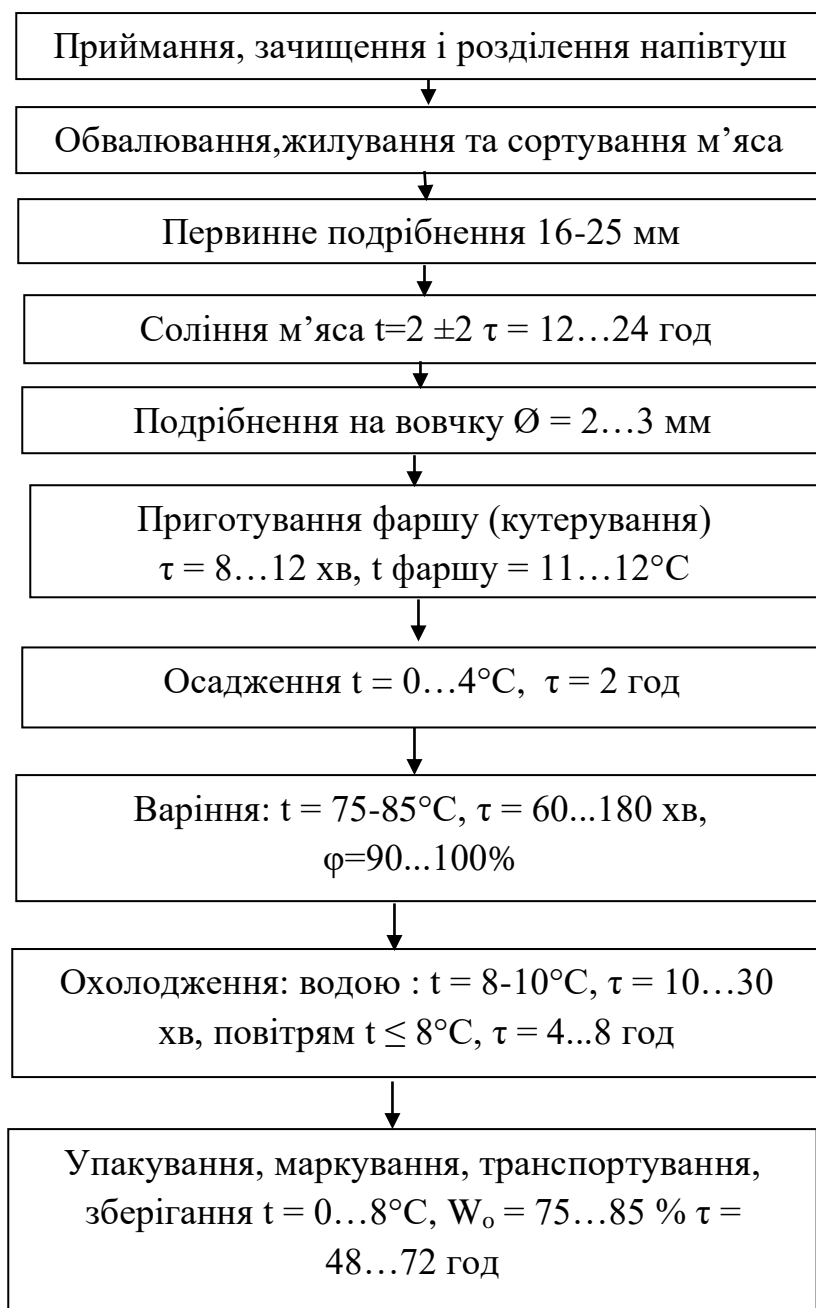 Приймання, зачищення і розділення напівтуш
Обвалювання,жилування та сортування м’яса
Первинне подрібнення 16-25 мм
Соління м’яса t=2 ±2 τ = 12…24 год
Подрібнення на вовчку Ø = 2…3 мм
Приготування фаршу (кутерування)
τ = 8…12 хв, t фаршу = 11…12°С
Осадження t = 0…4°С, τ = 2 год
Варіння: t = 75-85°С, τ = 60...180 хв,
φ=90...100%
Охолодження: водою : t = 8-10°С, τ = 10…30
хв, повітрям t ≤ 8°С, τ = 4...8 год
Упакування, маркування, транспортування,
зберігання t = 0…8°С, Wₒ = 75…85 % τ =
48…72 год